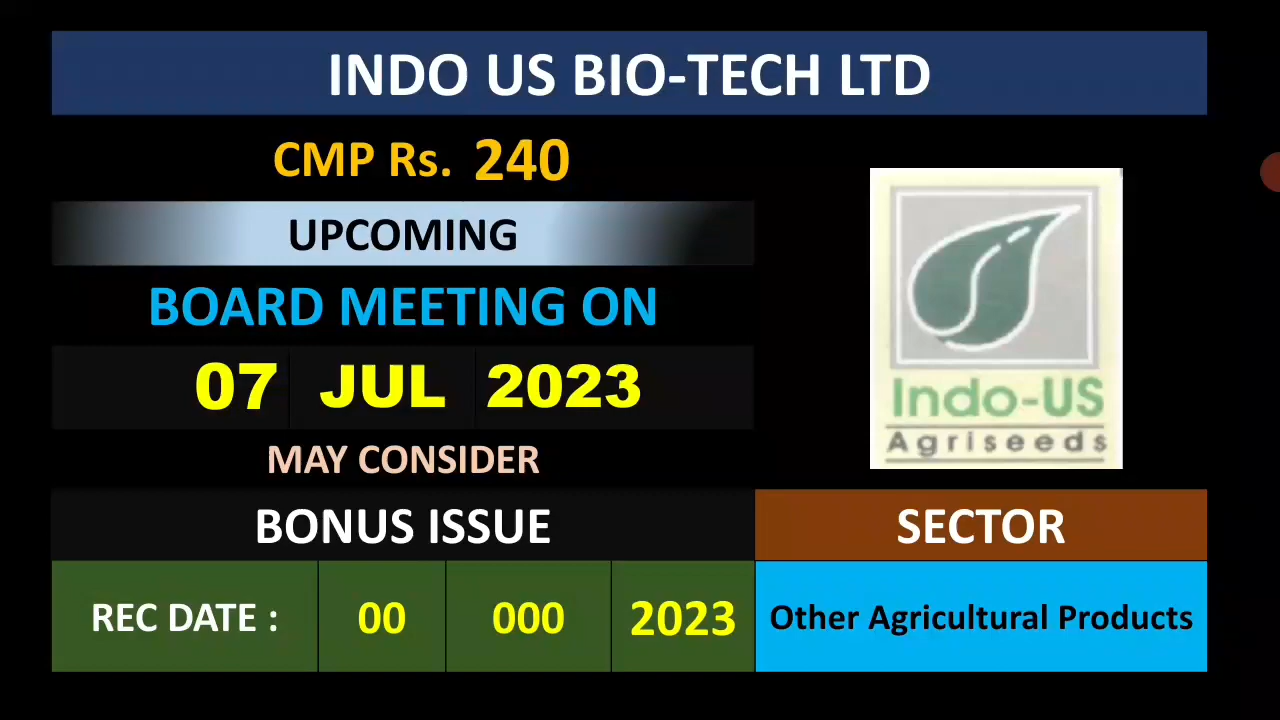 INDO US BIO-TECH LTD
CMP Rs. 240
UPCOMING
BOARD MEETING ON
07 JUL 2023
MAY CONSIDER
BONUS ISSUE
REC DATE : 00 000 2023
Indo-US
Agriseeds
SECTOR
Other Agricultural Products